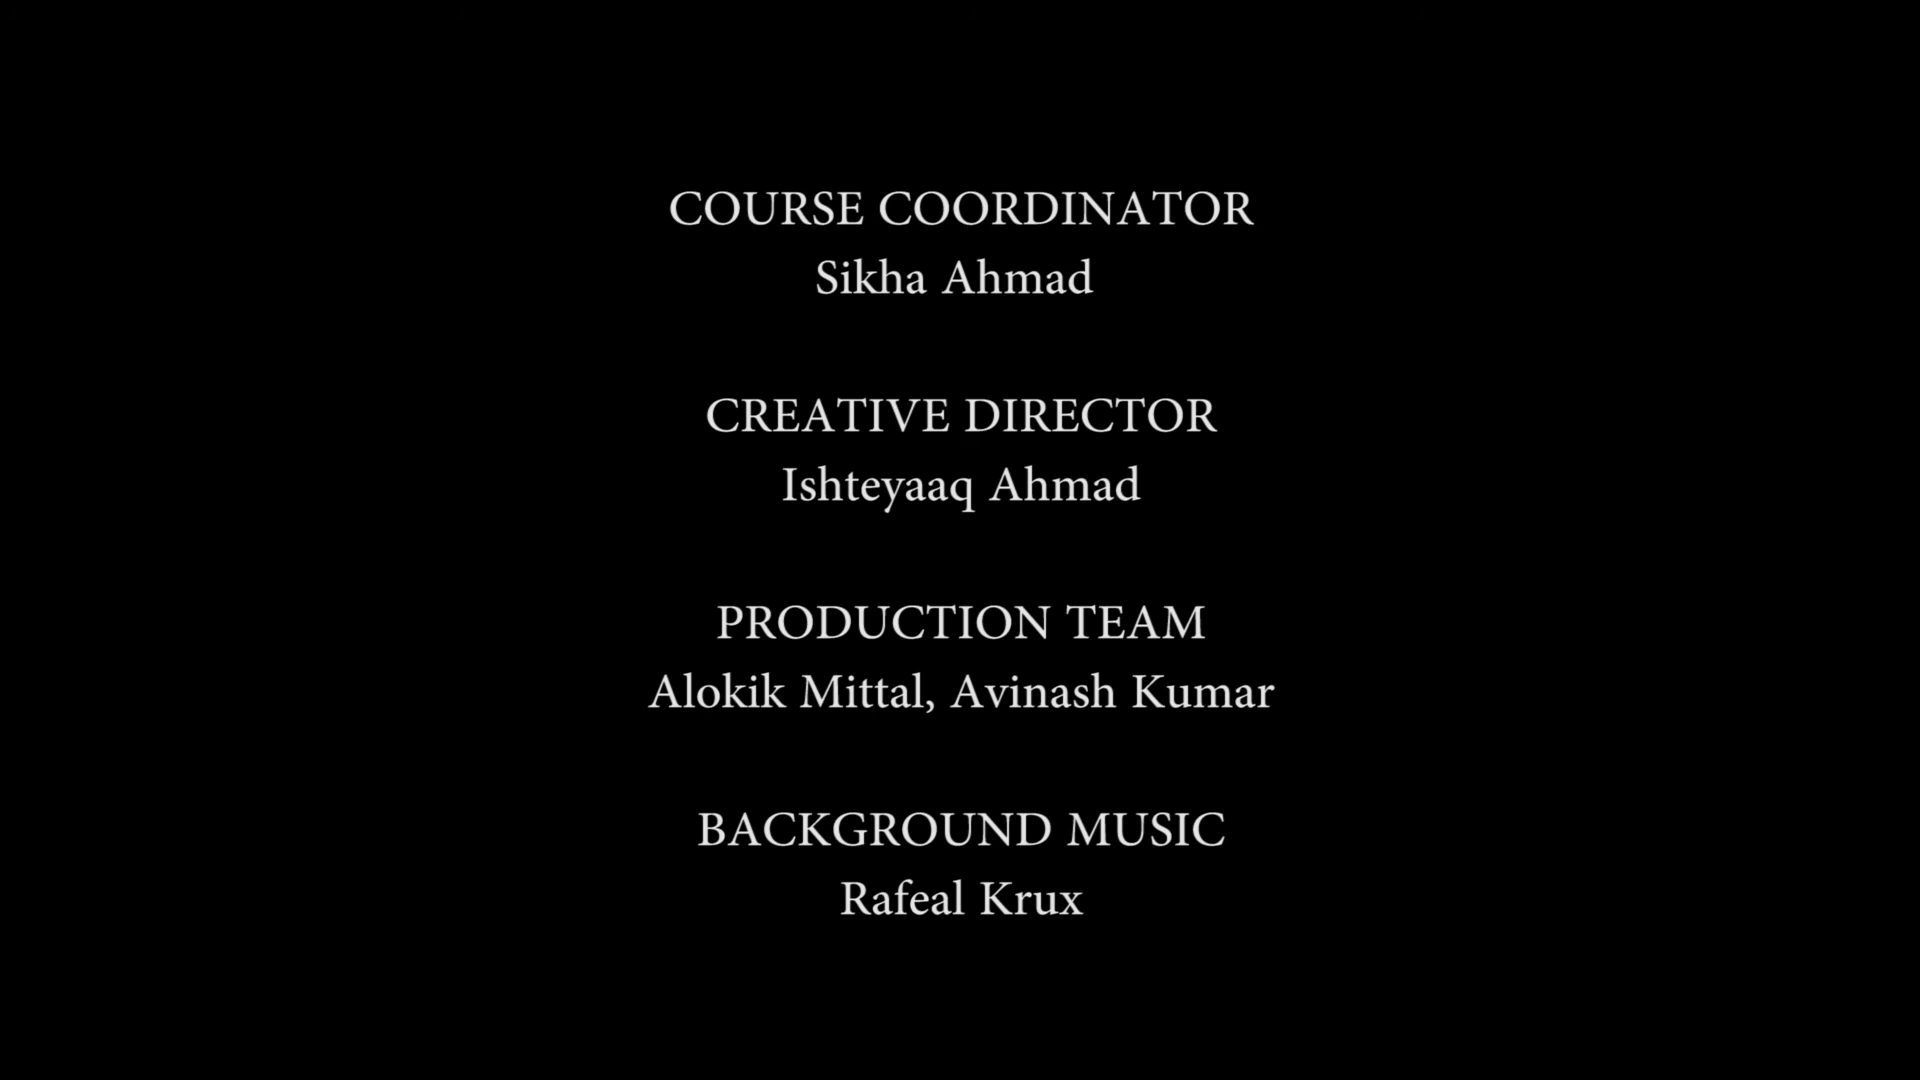 COURSE COORDINATOR
Sikha Ahmad
CREATIVE DIRECTOR
Ishteyaaq Ahmad
PRODUCTION TEAM
Alokik Mittal, Avinash Kumar
BACKGROUND MUSIC
Rafeal Krux